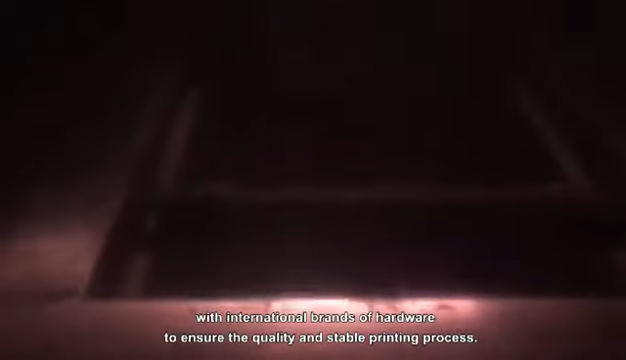 with international brands of hardware
to ensure the quality and stable printing process.